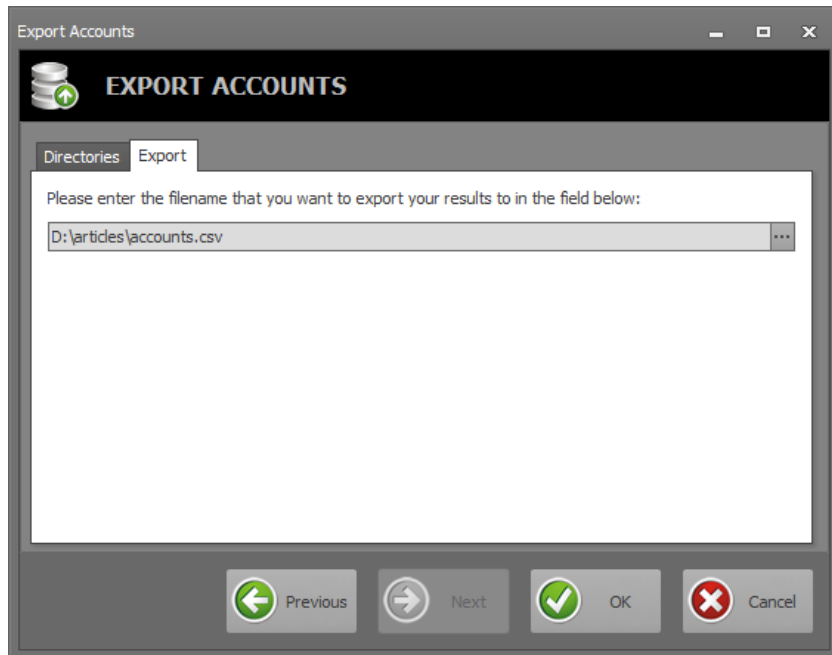 Export Accounts
EXPORT ACCOUNTS
Directories Export
Please enter the filename that you want to export your results to in the field below:
D:\articles\accounts.csv
...
Previous Next OK Cancel